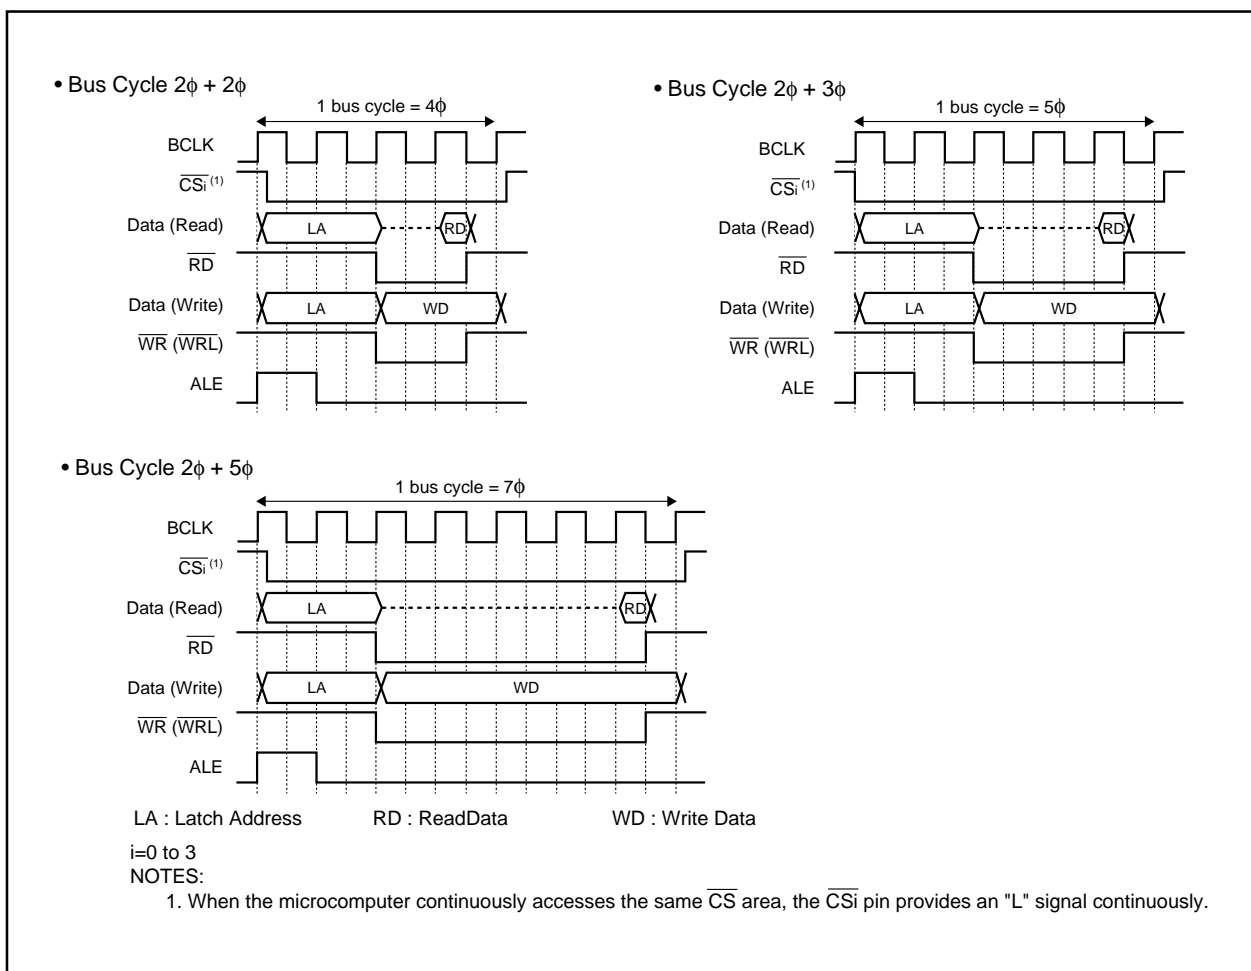 • Bus Cycle 2ϕ + 2ϕ
1 bus cycle = 4ϕ
BCLK
CSi (1)
Data (Read)
LA
RD
RD
Data (Write)
LA
WD
WR (WRL)
ALE
• Bus Cycle 2ϕ + 3ϕ
1 bus cycle = 5ϕ
BCLK
CSi (1)
Data (Read)
LA
RD
RD
Data (Write)
LA
WD
WR (WRL)
ALE
• Bus Cycle 2ϕ + 5ϕ
1 bus cycle = 7ϕ
BCLK
CSi (1)
Data (Read)
LA
RD
RD
Data (Write)
LA
WD
WR (WRL)
ALE
LA : Latch Address RD : ReadData WD : Write Data
i=0 to 3
NOTES:
1. When the microcomputer continuously accesses the same CS area, the CSi pin provides an "L" signal continuously.